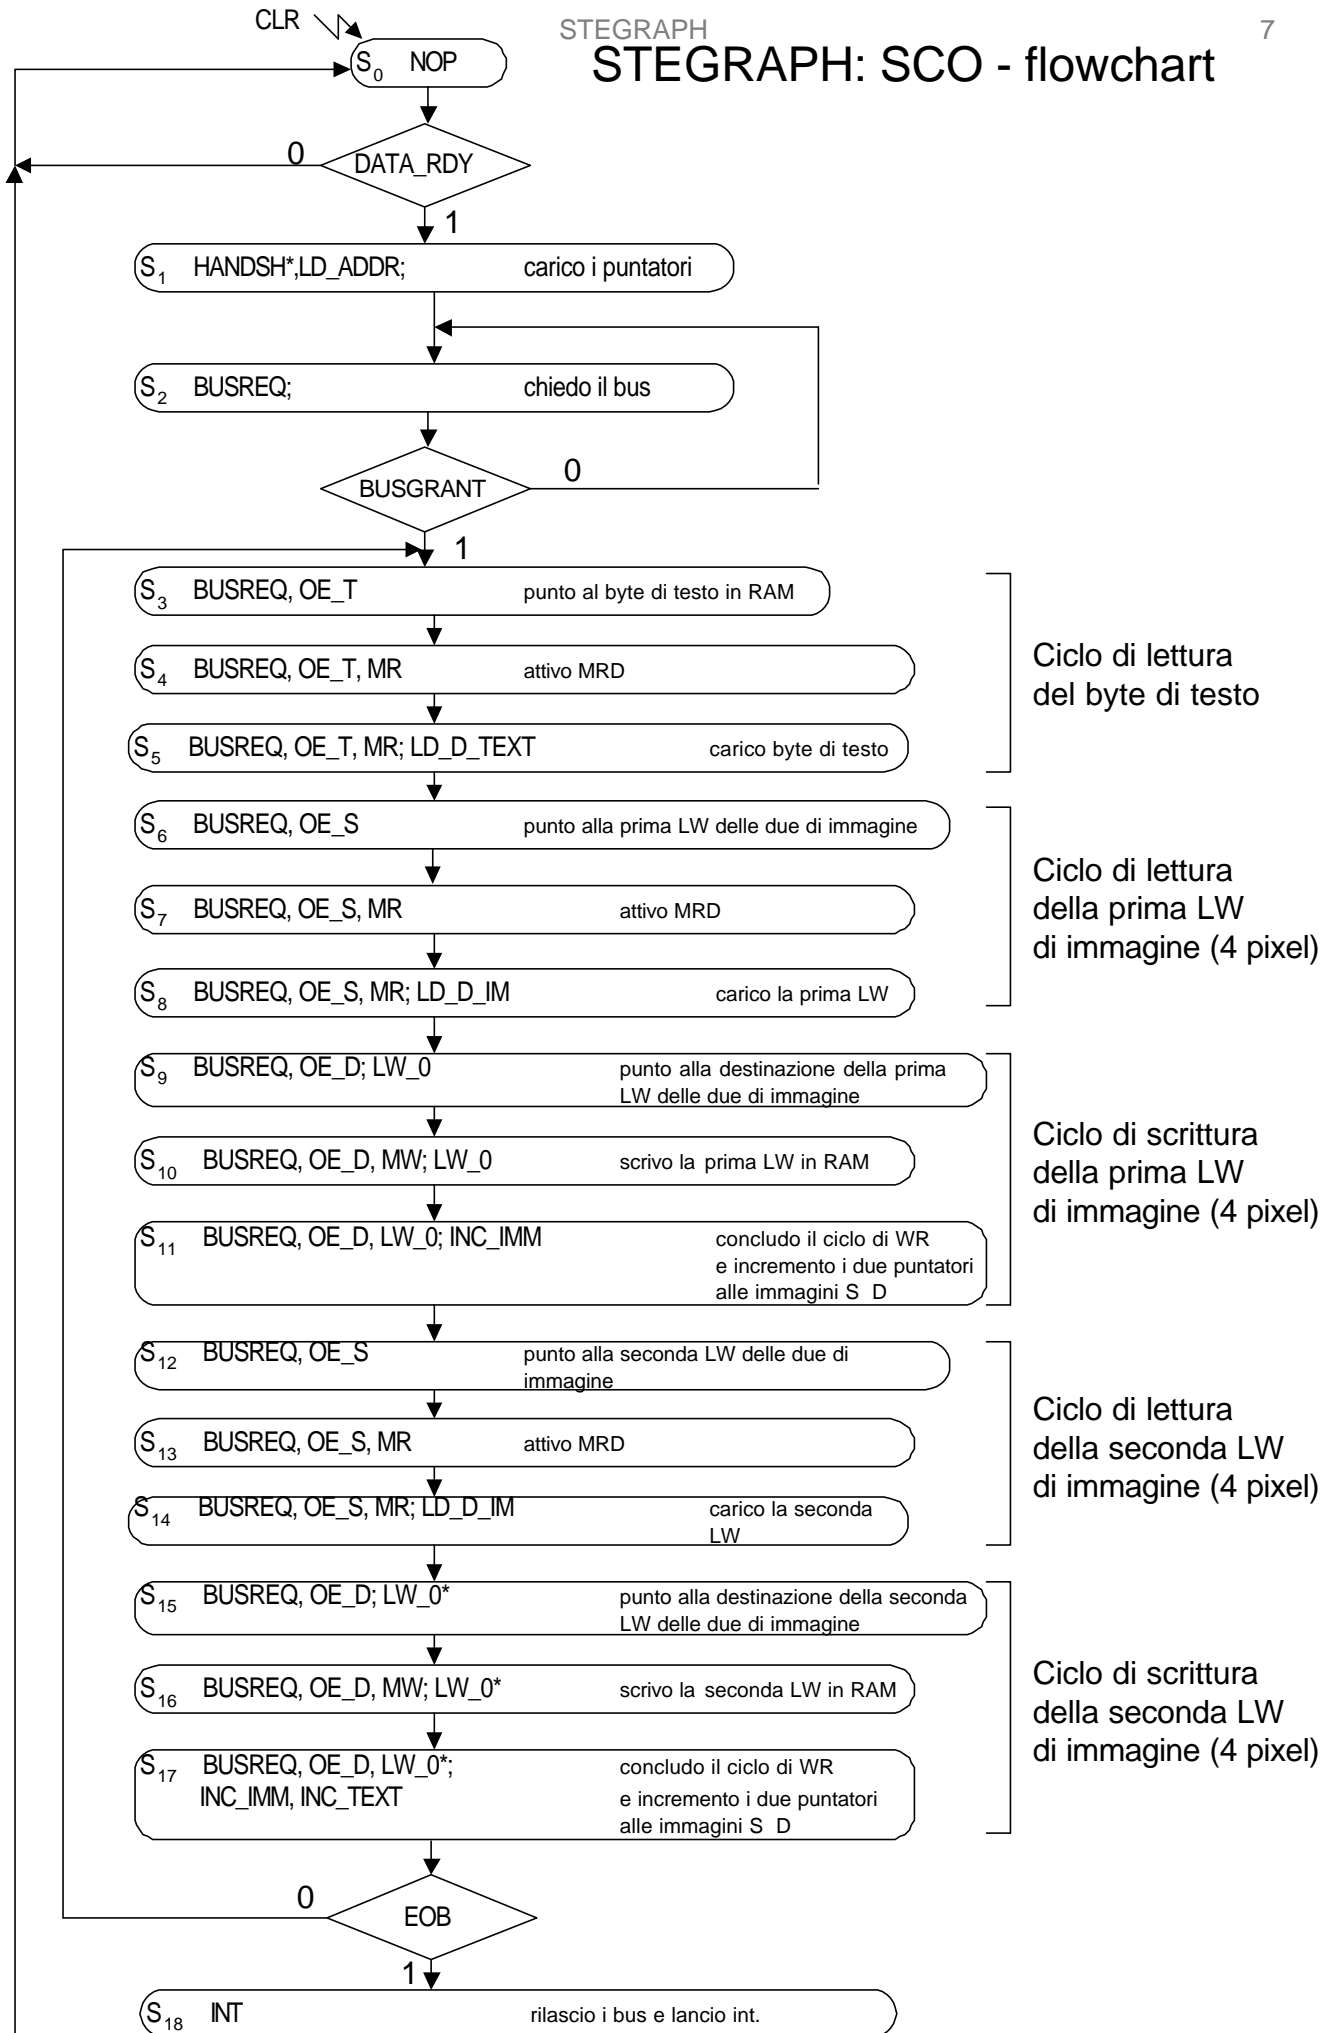 CLR
STEGRAPH 7
STEGRAPH: SCO - flowchart
S0 NOP
0 DATA_RDY
1
S1 HANDSH*,LD_ADDR; carico i puntatori
S2 BUSREQ; chiedo il bus
BUSGRANT 0
1
S3 BUSREQ, OE_T punto al byte di testo in RAM
S4 BUSREQ, OE_T, MR attivo MRD
S5 BUSREQ, OE_T, MR; LD_D_TEXT carico byte di testo
Ciclo di lettura
del byte di testo
S6 BUSREQ, OE_S punto alla prima LW delle due di immagine
S7 BUSREQ, OE_S, MR attivo MRD
S8 BUSREQ, OE_S, MR; LD_D_IM carico la prima LW
Ciclo di lettura
della prima LW
di immagine (4 pixel)
S9 BUSREQ, OE_D; LW_0 punto alla destinazione della prima
LW delle due di immagine
S10 BUSREQ, OE_D, MW; LW_0 scrivo la prima LW in RAM
S11 BUSREQ, OE_D, LW_0; INC_IMM concludo il ciclo di WR
e incremento i due puntatori
alle immagini S D
Ciclo di scrittura
della prima LW
di immagine (4 pixel)
S12 BUSREQ, OE_S punto alla seconda LW delle due di
immagine
S13 BUSREQ, OE_S, MR attivo MRD
S14 BUSREQ, OE_S, MR; LD_D_IM carico la seconda
LW
Ciclo di lettura
della seconda LW
di immagine (4 pixel)
S15 BUSREQ, OE_D; LW_0* punto alla destinazione della seconda
LW delle due di immagine
S16 BUSREQ, OE_D, MW; LW_0* scrivo la seconda LW in RAM
S17 BUSREQ, OE_D, LW_0*; concludo il ciclo di WR
INC_IMM, INC_TEXT e incremento i due puntatori
alle immagini S D
Ciclo di scrittura
della seconda LW
di immagine (4 pixel)
0 EOB
1
S18 INT rilascio i bus e lancio int.